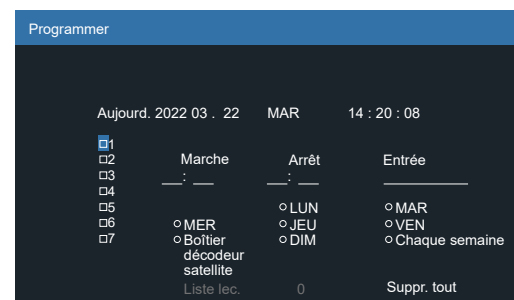 Programmer
Aujourd. 2022 03 . 22 MAR 14 : 20 : 08
1
2 Marche Arrêt Entrée
3 __: __ __: __ ________
4
5 LUN MAR
6 MER JEU VEN
7 Boîtier décodeur satellite DIM Chaque semaine
Liste lec. 0 Suppr. tout